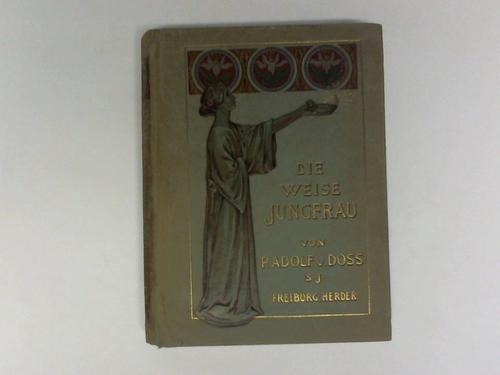 DIE
WEISE
JUNGFRAU
VON
P. ADOLF v. DOSS
S J.
FREIBURG HERDER